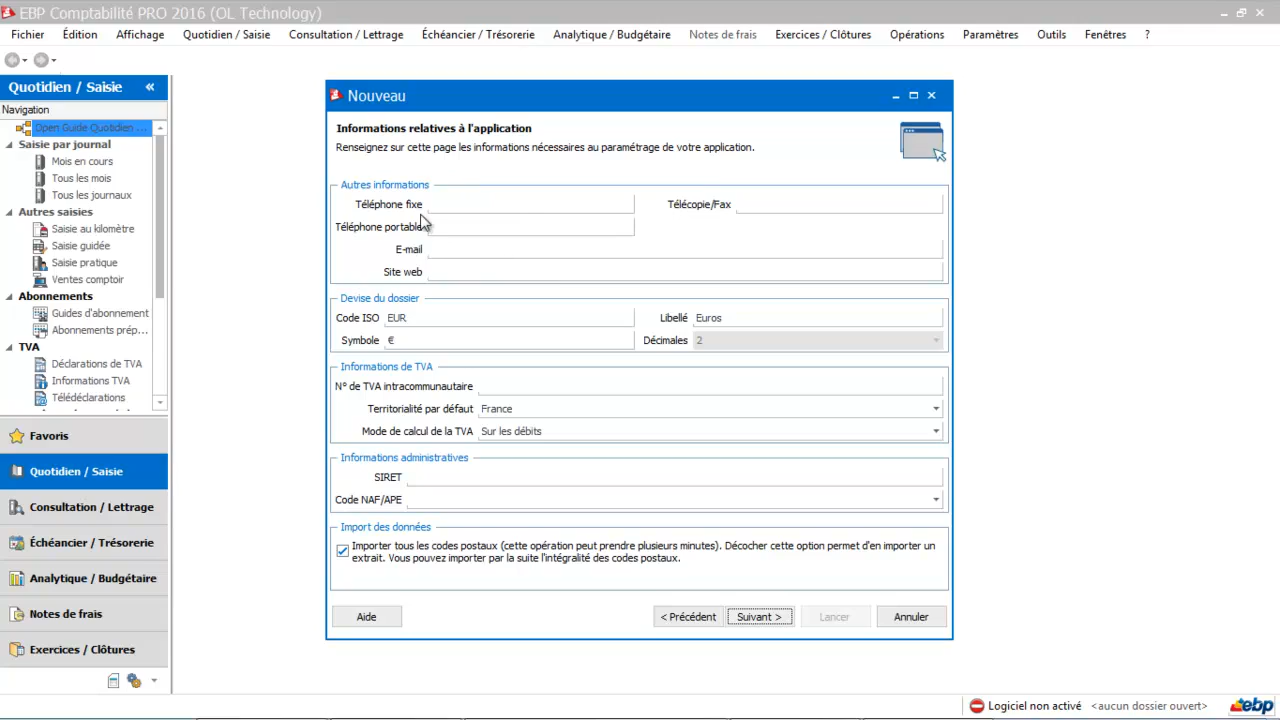 EBP Comptabilité PRO 2016 (OL Technology)
Fichier Édition Affichage Quotidien / Saisie Consultation / Lettrage Échéancier / Trésorerie Analytique / Budgétaire Notes de frais Exercices / Clôtures Opérations Paramètres Outils Fenêtres ?
Quotidien / Saisie «
Navigation
Open Guide Quotidien ...
Saisie par journal
Mois en cours
Tous les mois
Tous les journaux
Autres saisies
Saisie au kilomètre
Saisie guidée
Saisie pratique
Ventes comptoir
Abonnements
Guides d'abonnement
Abonnements prép...
TVA
Déclarations de TVA
Informations TVA
Télédéclarations
Favoris
Quotidien / Saisie
Consultation / Lettrage
Échéancier / Trésorerie
Analytique / Budgétaire
Notes de frais
Exercices / Clôtures
Nouveau
Informations relatives à l'application
Renseignez sur cette page les informations nécessaires au paramétrage de votre application.
Autres informations
Téléphone fixe Télécopie/Fax
Téléphone portable
E-mail
Site web
Devise du dossier
Code ISO EUR Libellé Euros
Symbole € Décimales 2
Informations de TVA
N° de TVA intracommunautaire
Territorialité par défaut France
Mode de calcul de la TVA Sur les débits
Informations administratives
SIRET
Code NAF/APE
Import des données
Importer tous les codes postaux (cette opération peut prendre plusieurs minutes). Décocher cette option permet d'en importer un
extrait. Vous pouvez importer par la suite l'intégralité des codes postaux.
Aide < Précédent Suivant > Lancer Annuler
Logiciel non activé <aucun dossier ouvert> ebp